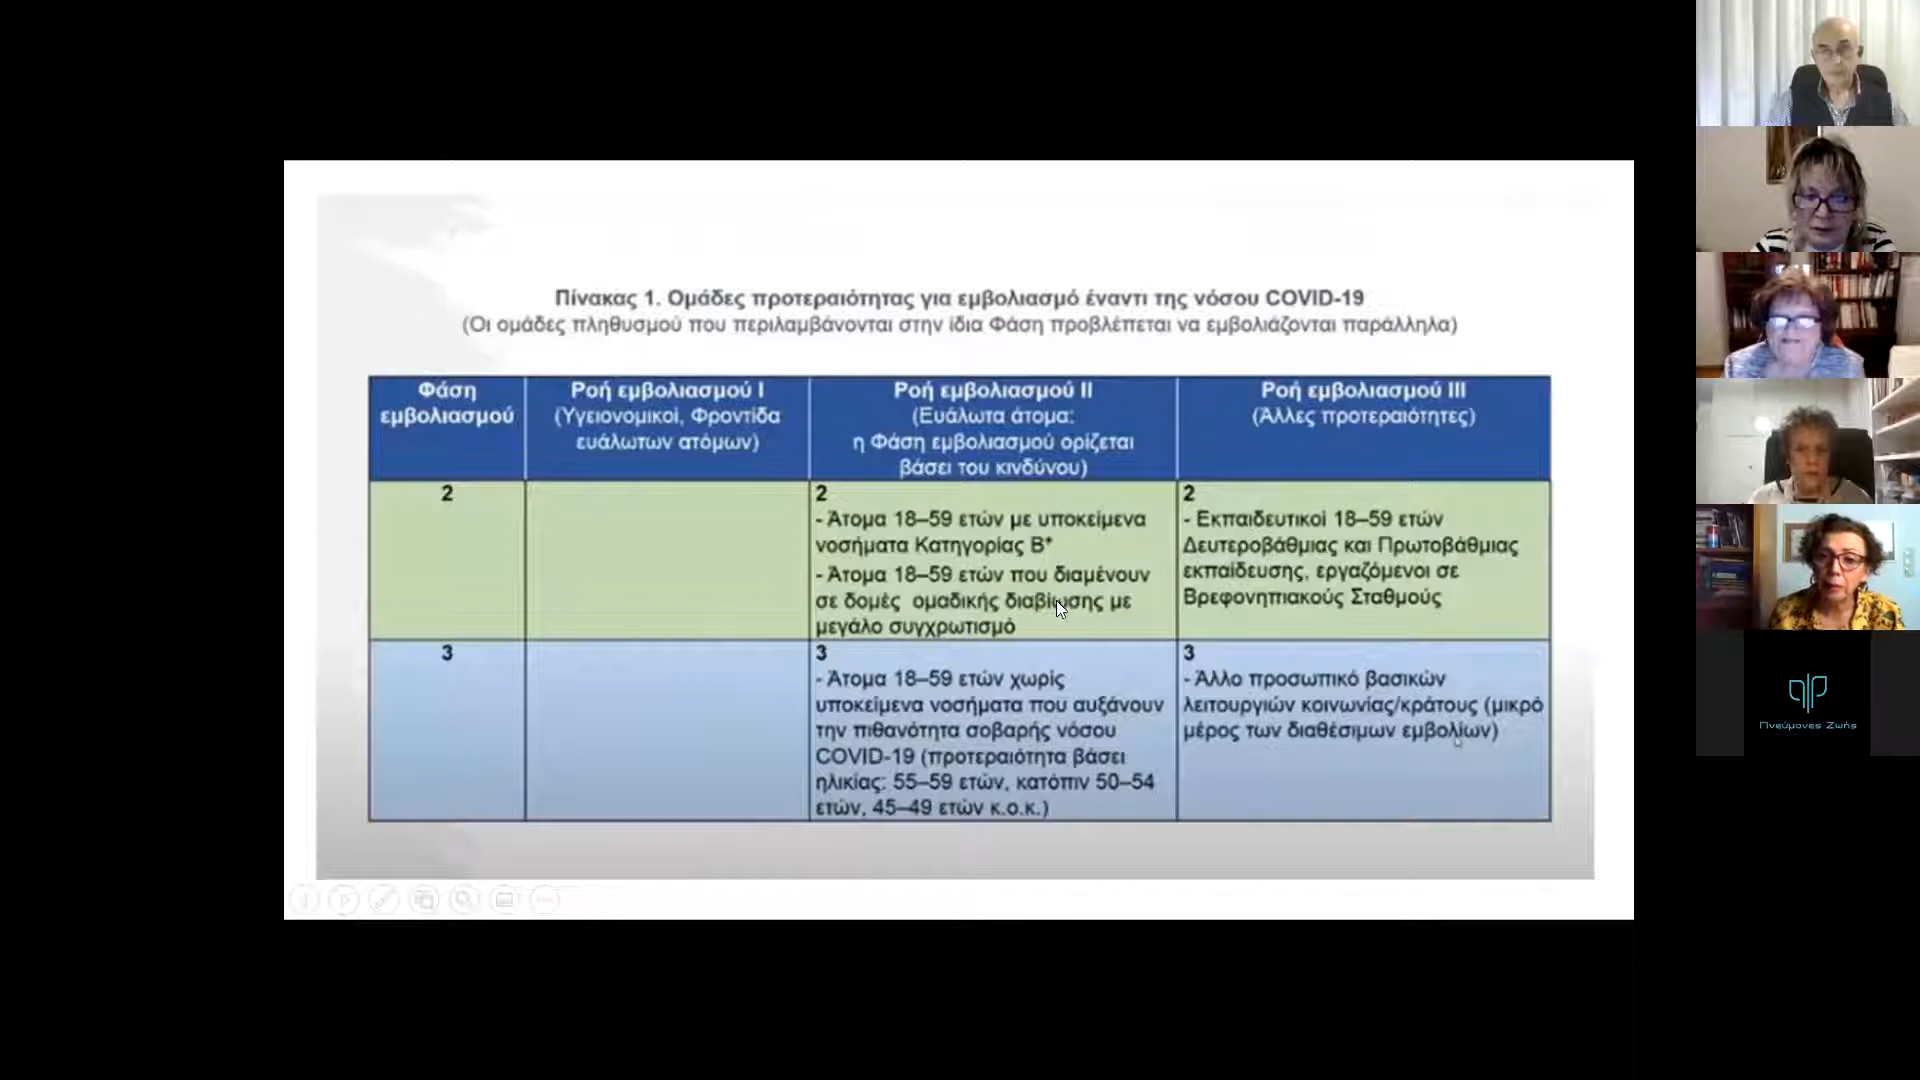 Πίνακας 1. Ομάδες προτεραιότητας για εμβολιασμό έναντι της νόσου COVID-19
(Οι ομάδες πληθυσμού που περιλαμβάνονται στην ίδια Φάση προβλέπεται να εμβολιάζονται παράλληλα)
Φάση
εμβολιασμού
Ροή εμβολιασμού I
(Υγειονομικοί, Φροντίδα
ευάλωτων ατόμων)
Ροή εμβολιασμού II
(Ευάλωτα άτομα:
η Φάση εμβολιασμού ορίζεται
βάσει του κινδύνου)
Ροή εμβολιασμού III
(Άλλες προτεραιότητες)
2
2
- Άτομα 18–59 ετών με υποκείμενα
νοσήματα Κατηγορίας Β*
- Άτομα 18–59 ετών που διαμένουν
σε δομές ομαδικής διαβίωσης με
μεγάλο συγχρωτισμό
2
- Εκπαιδευτικοί 18–59 ετών
Δευτεροβάθμιας και Πρωτοβάθμιας
εκπαίδευσης, εργαζόμενοι σε
Βρεφονηπιακούς Σταθμούς
3
3
- Άτομα 18–59 ετών χωρίς
υποκείμενα νοσήματα που αυξάνουν
την πιθανότητα σοβαρής νόσου
COVID-19 (προτεραιότητα βάσει
ηλικίας: 55–59 ετών, κατόπιν 50–54
ετών, 45–49 ετών κ.ο.κ.)
3
- Άλλο προσωπικό βασικών
λειτουργιών κοινωνίας/κράτους (μικρό
μέρος των διαθέσιμων εμβολίων)
Πνεύμονες Ζωής